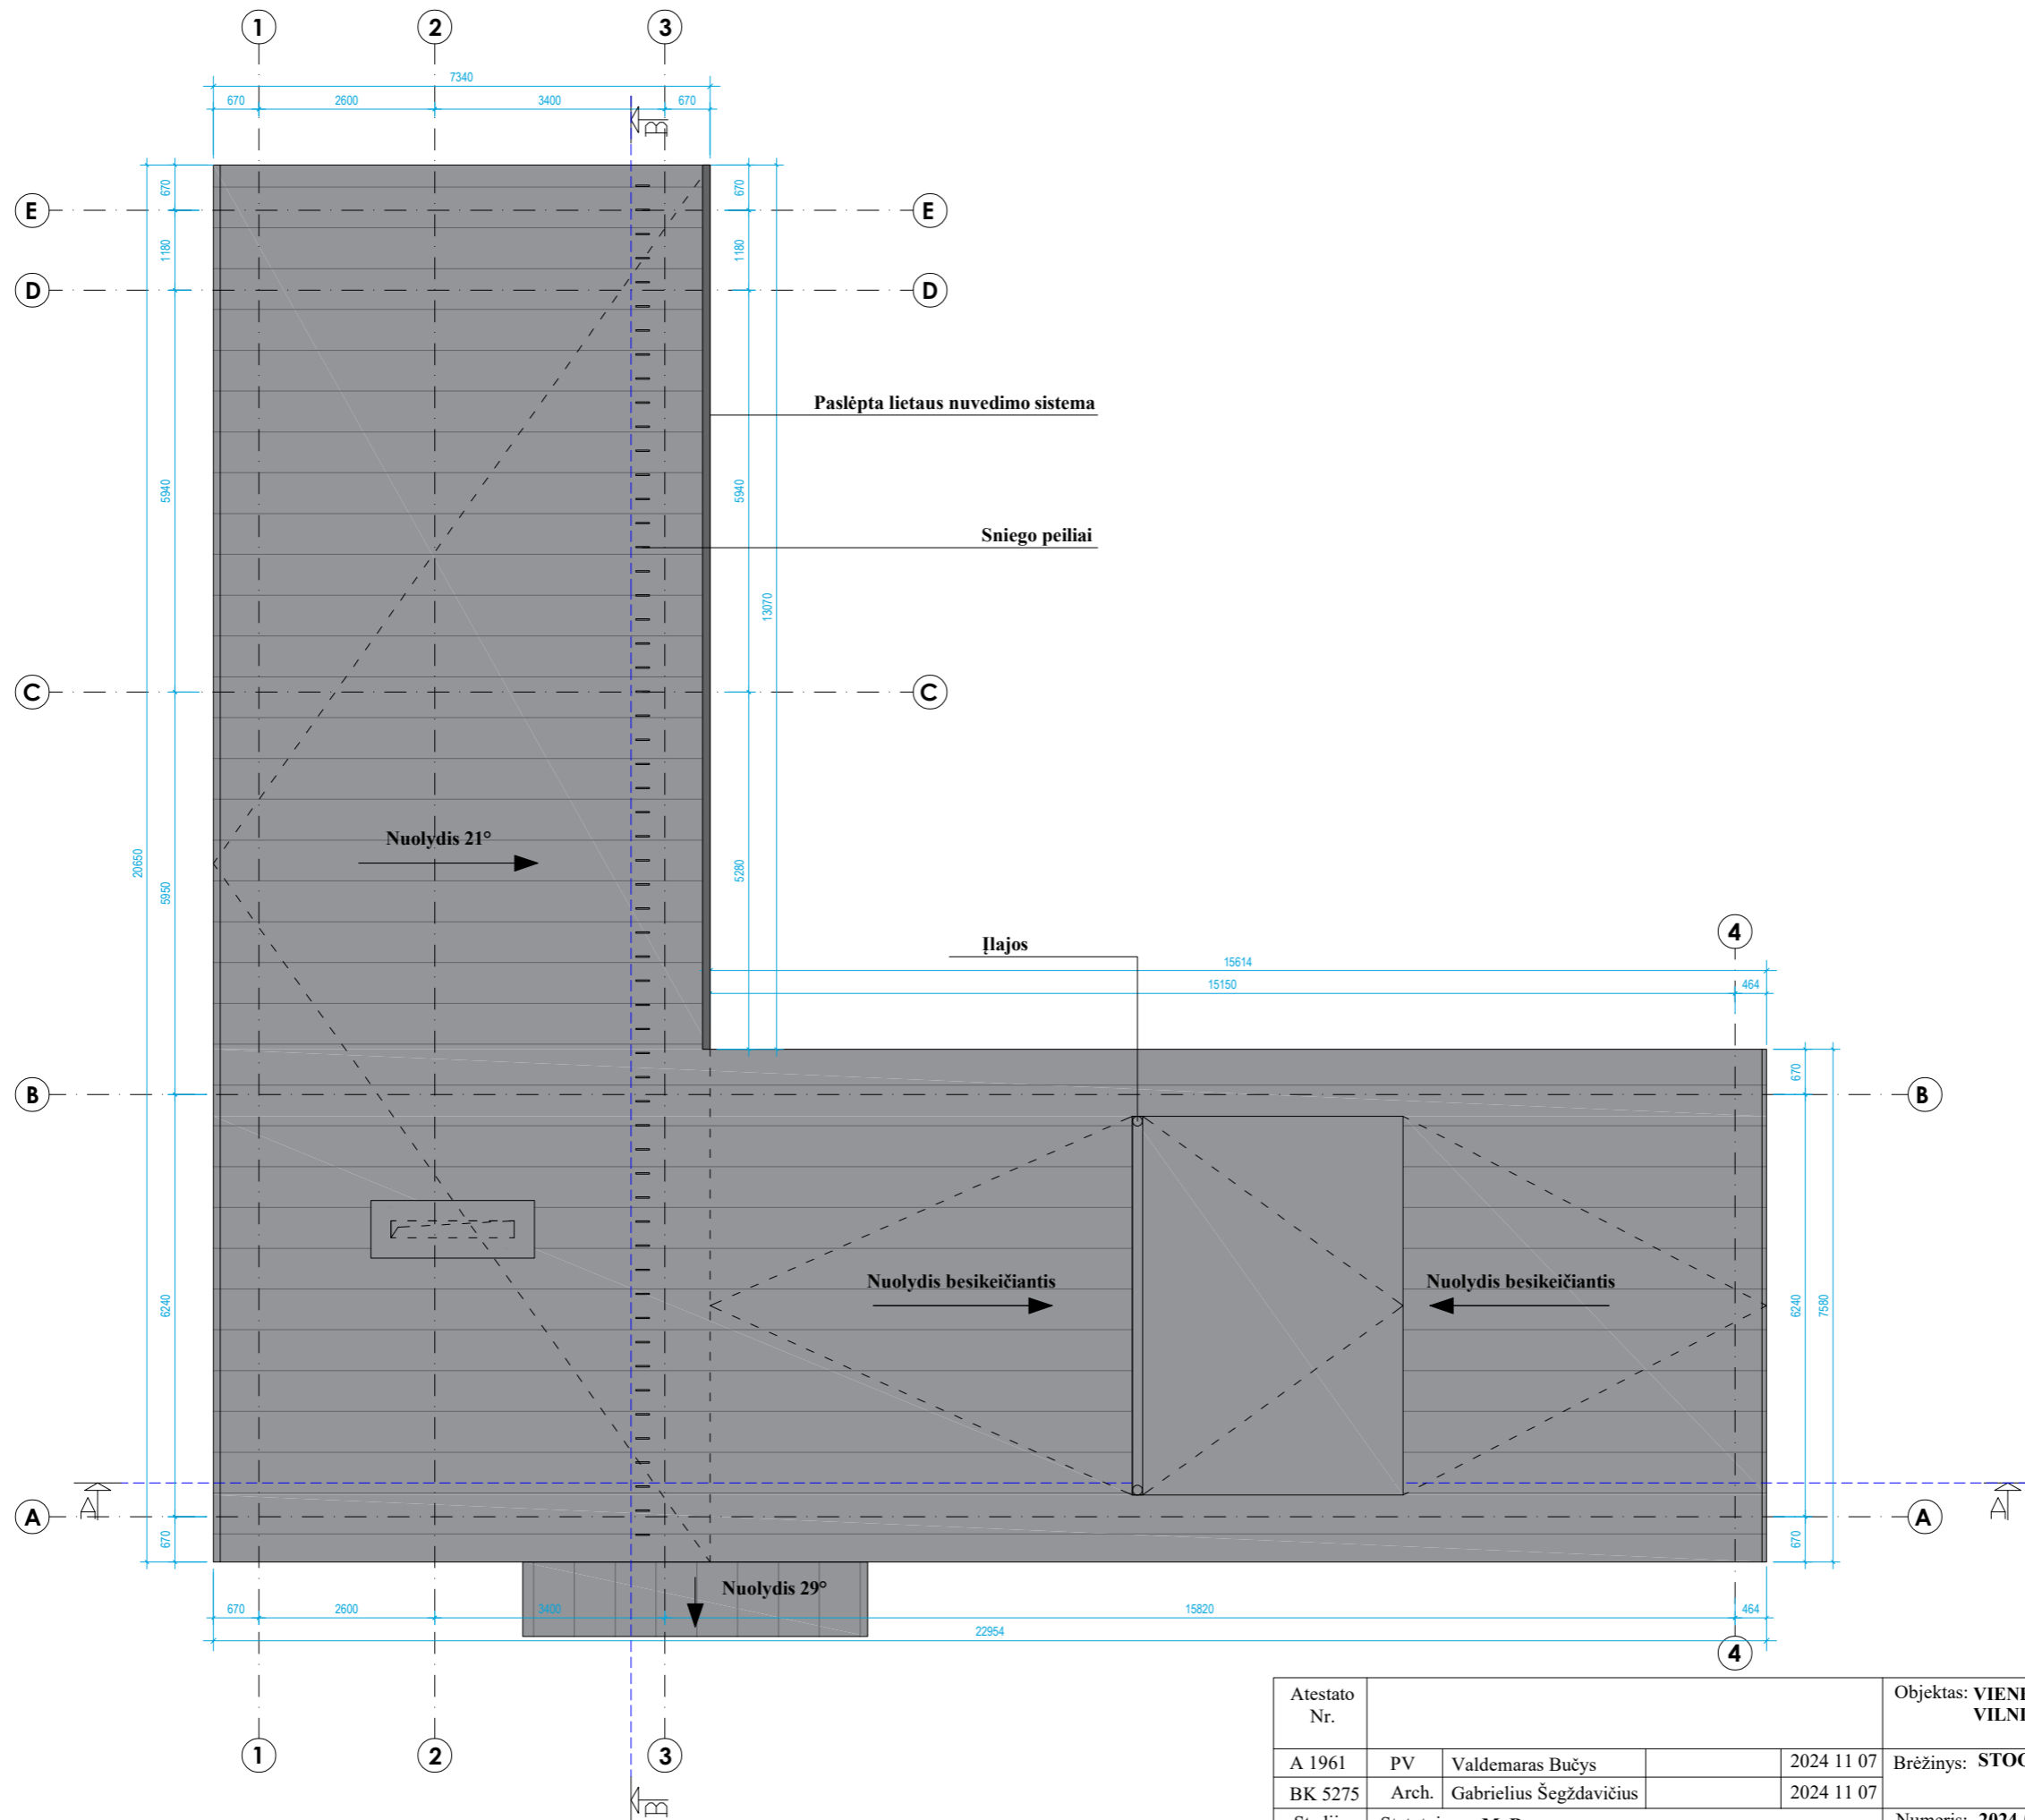 1 2 3
7340
670 2600 3400 670
B
670 670
E E
1180 1180
D D
Paslėpta lietaus nuvedimo sistema
5940 5940
Sniego peiliai
13070
C C
Nuolydis 21°
20650 5950 5280
4
Įlajos
15614
15150 464
B B
670
Nuolydis besikeičiantis Nuolydis besikeičiantis
6240 6240 7580
A A
A A
670 670
Nuolydis 29°
670 2600 3400 15820 464
22954
4
1 2 3
B
Atestato
Nr.
Objektas:
A 1961 PV Valdemaras Bučys 2024 11 07 Brėžinys:
BK 5275 Arch. Gabrielius Šegždavičius 2024 11 07